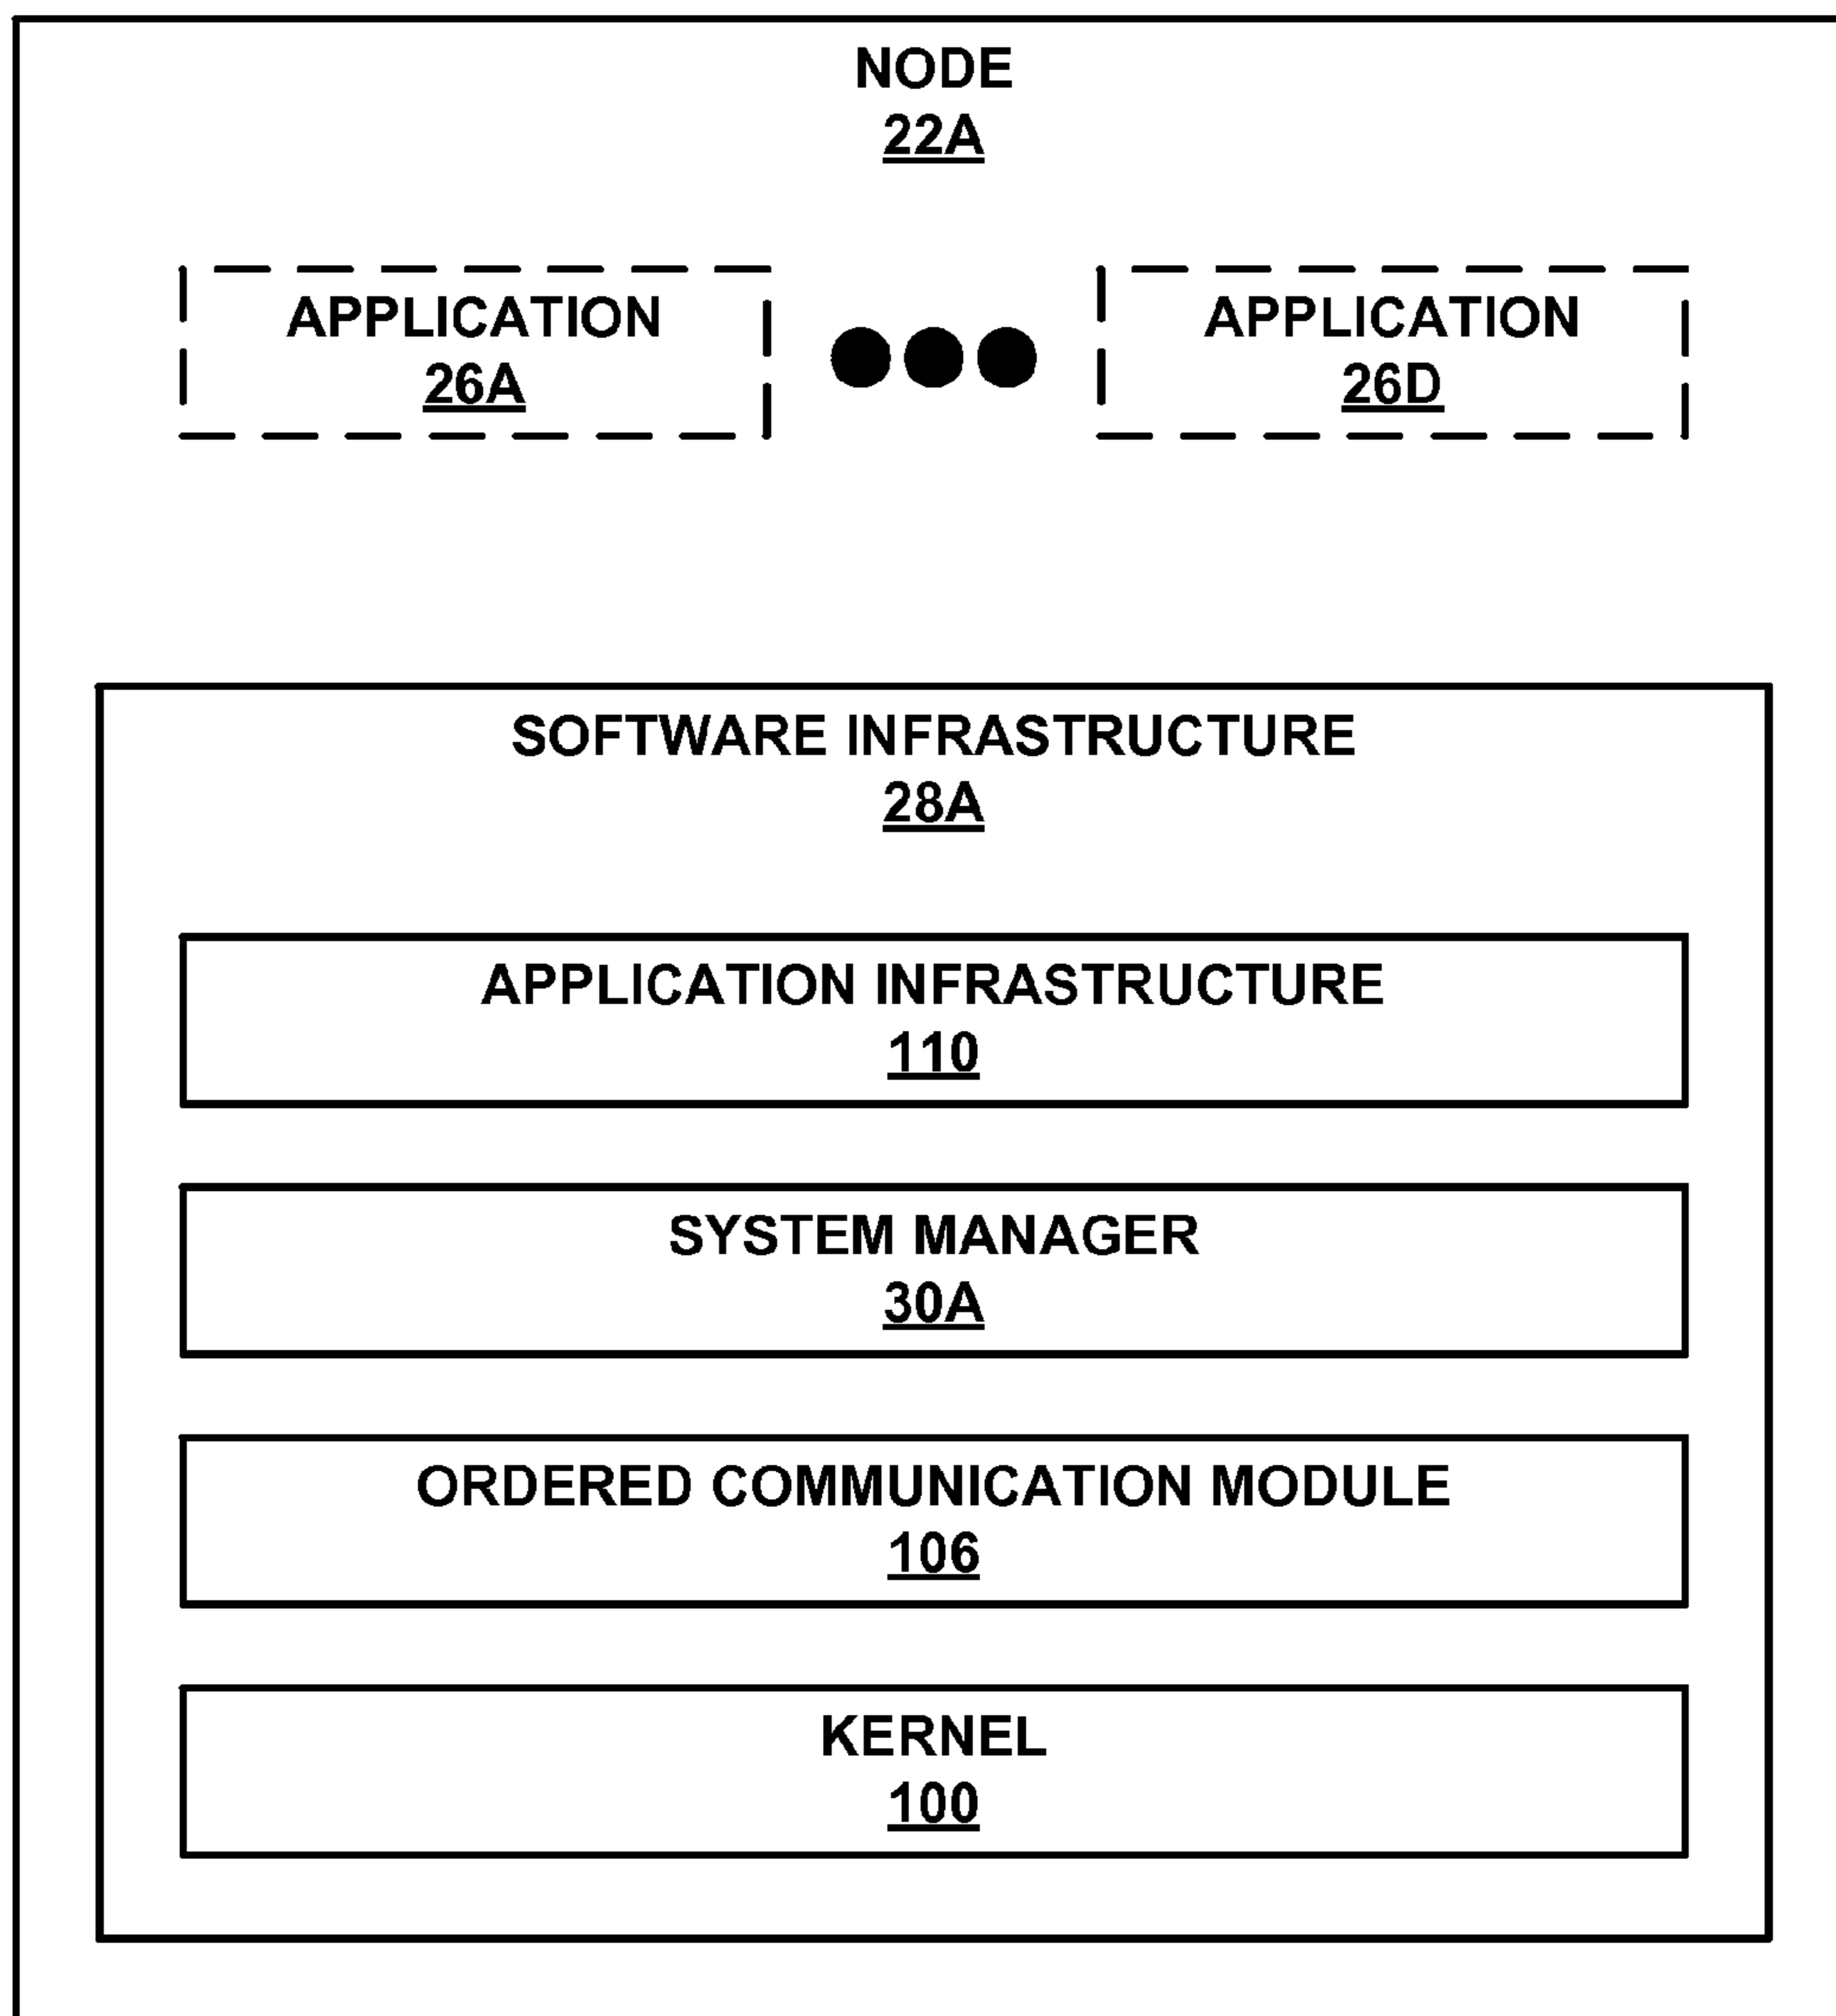 NODE
22A
APPLICATION
26A
APPLICATION
26D
SOFTWARE INFRASTRUCTURE
28A
APPLICATION INFRASTRUCTURE
110
SYSTEM MANAGER
30A
ORDERED COMMUNICATION MODULE
106
KERNEL
100